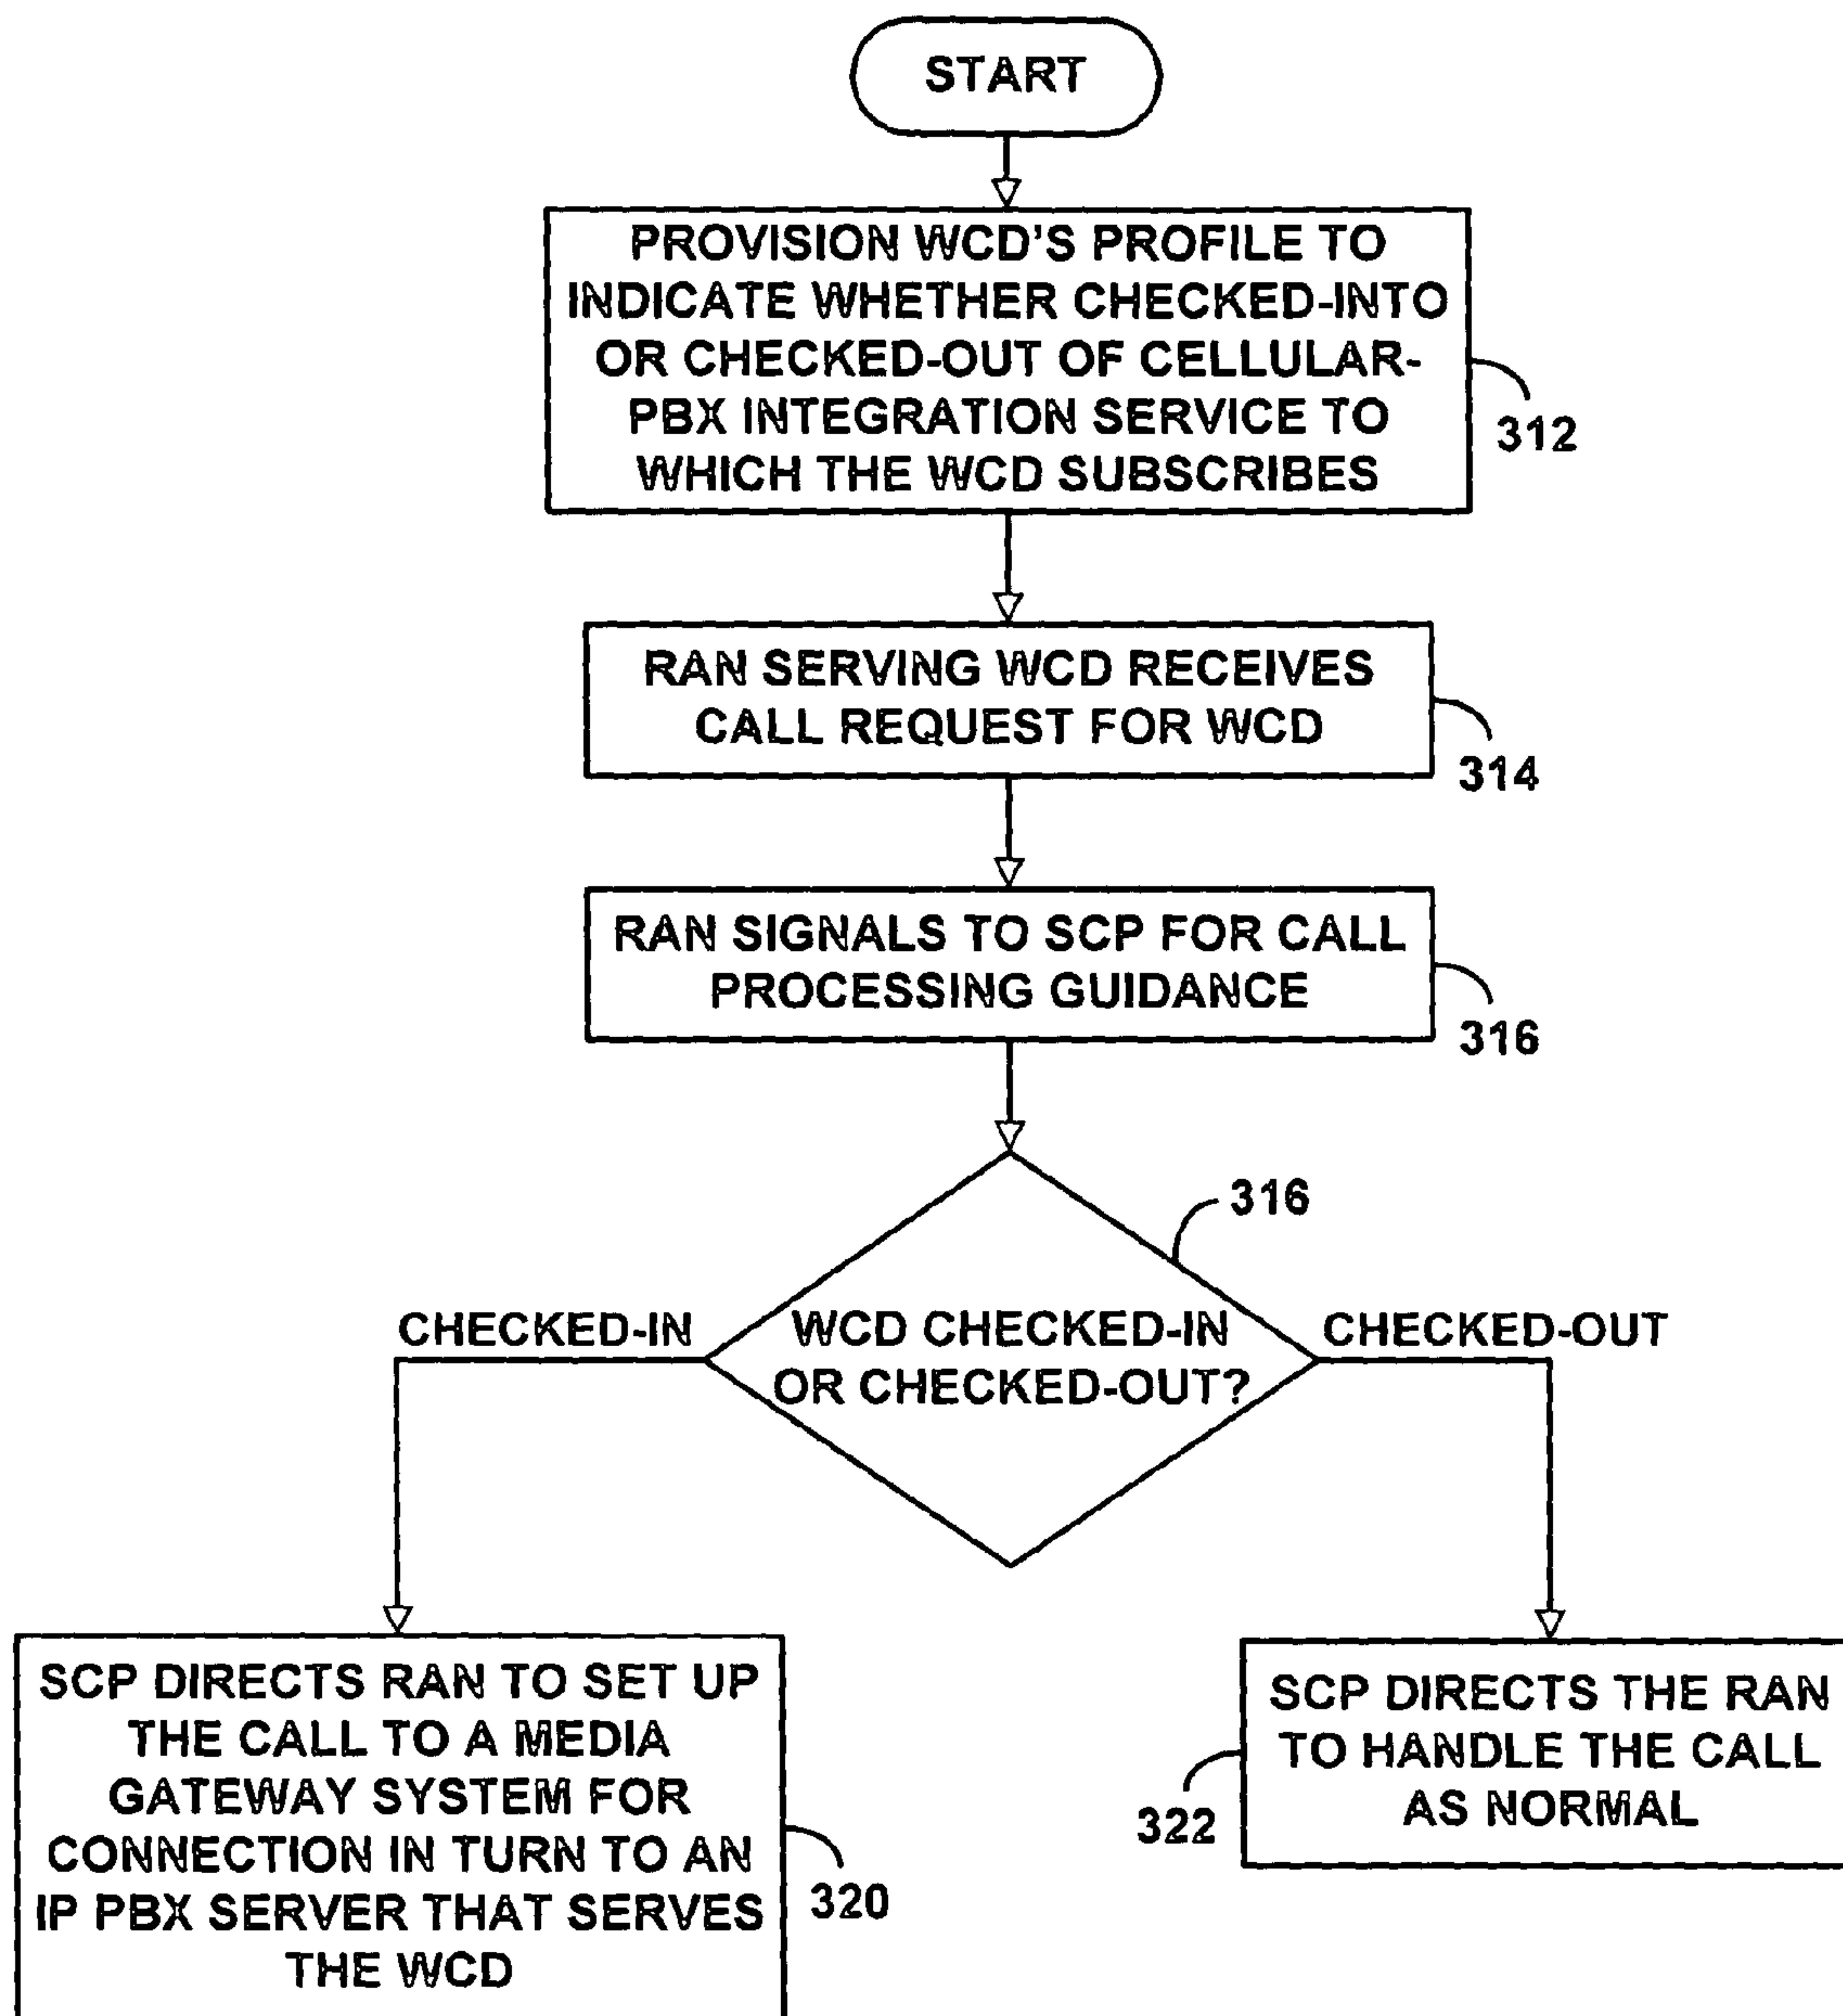 START
PROVISION WCD'S PROFILE TO
INDICATE WHETHER CHECKED-INTO
OR CHECKED-OUT OF CELLULAR-
PBX INTEGRATION SERVICE TO
WHICH THE WCD SUBSCRIBES
312
RAN SERVING WCD RECEIVES
CALL REQUEST FOR WCD
314
RAN SIGNALS TO SCP FOR CALL
PROCESSING GUIDANCE
316
316
CHECKED-IN
WCD CHECKED-IN
OR CHECKED-OUT?
CHECKED-OUT
SCP DIRECTS RAN TO SET UP
THE CALL TO A MEDIA
GATEWAY SYSTEM FOR
CONNECTION IN TURN TO AN
IP PBX SERVER THAT SERVES
THE WCD
320
SCP DIRECTS THE RAN
TO HANDLE THE CALL
AS NORMAL
322